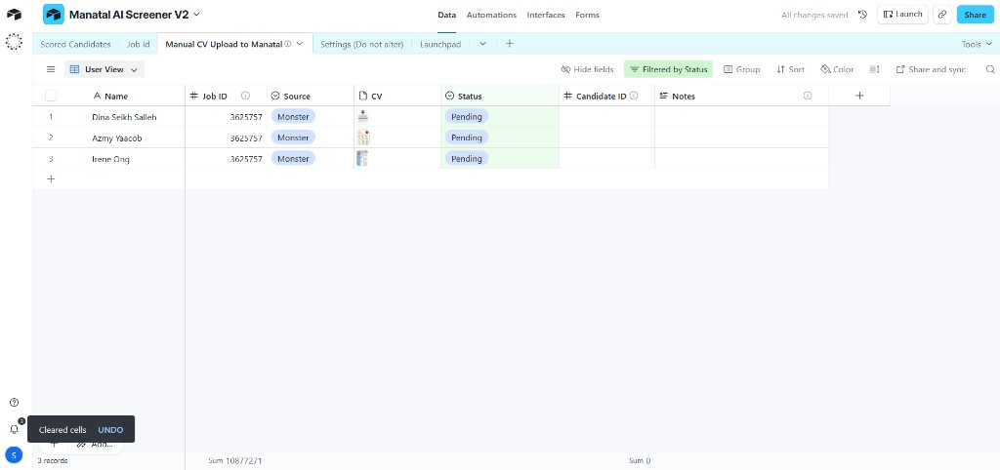 Manatal AI Screener V2
Data Automations Interfaces Forms
All changes saved Launch Share
Scored Candidates Job Id Manual CV Upload to Manatal Settings (Do not alter) Launchpad Tools
User View Hide fields Filtered by Status Group Sort Color Share and sync
Name Job ID Source CV Status Candidate ID Notes
1 Dina Seikh Salleh 3625757 Monster Pending
2 Azmy Yaacob 3625757 Monster Pending
3 Irene Ong 3625757 Monster Pending
Cleared cells UNDO
Add...
S
3 records Sum 10877271 Sum 0